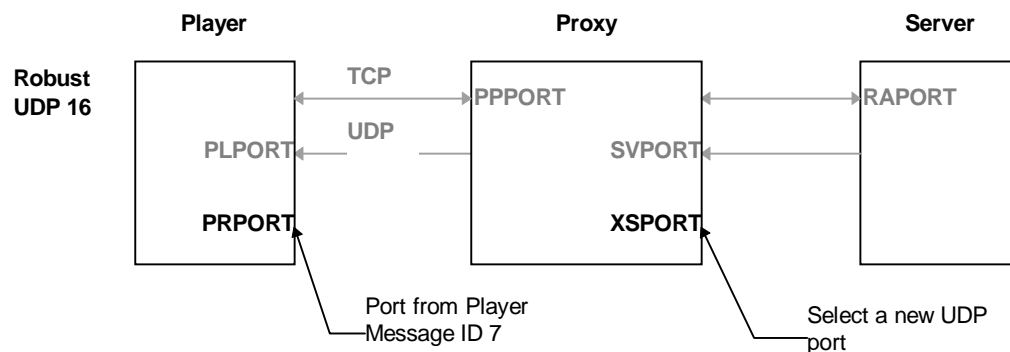 Player
Proxy
Server
Robust
UDP 16
TCP
PPPORT
RAPORT
UDP
PLPORT
SVPORT
PRPORT
XSPORT
Port from Player
Message ID 7
Select a new UDP
port